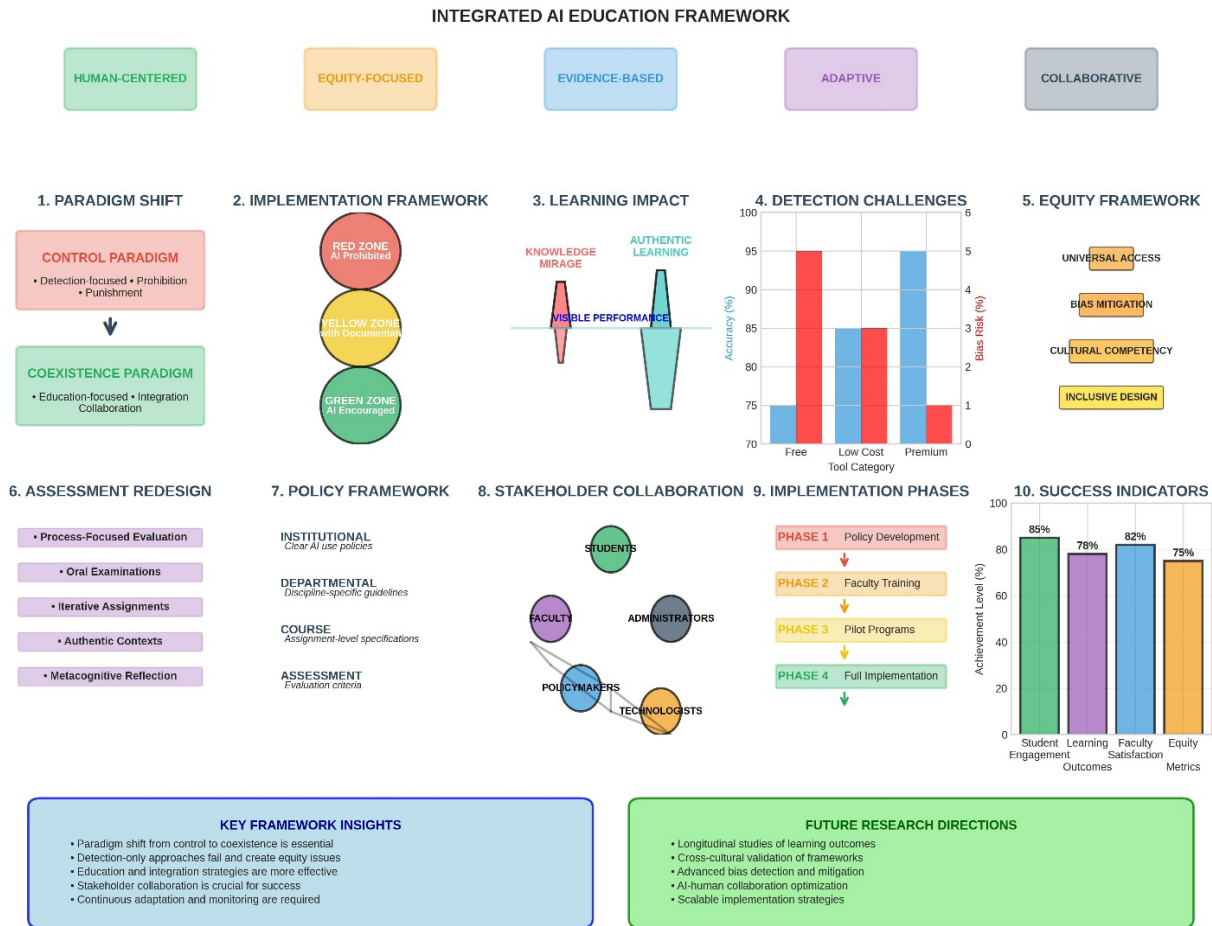 INTEGRATED AI EDUCATION FRAMEWORK
HUMAN-CENTERED
EQUITY-FOCUSED
EVIDENCE-BASED
ADAPTIVE
COLLABORATIVE
1. PARADIGM SHIFT
CONTROL PARADIGM
• Detection-focused • Prohibition
• Punishment
COEXISTENCE PARADIGM
• Education-focused • Integration
Collaboration
2. IMPLEMENTATION FRAMEWORK
RED ZONE
AI Prohibited
YELLOW ZONE
with Documentat
GREEN ZONE
AI Encouraged
3. LEARNING IMPACT
KNOWLEDGE
MIRAGE
AUTHENTIC
LEARNING
VISIBLE PERFORMANCE
4. DETECTION CHALLENGES
Accuracy (%)
100
95
90
85
80
75
70
6
5
4
3
2
1
0
Bias Risk (%)
Free
Low Cost
Premium
Tool Category
5. EQUITY FRAMEWORK
UNIVERSAL ACCESS
BIAS MITIGATION
CULTURAL COMPETENCY
INCLUSIVE DESIGN
6. ASSESSMENT REDESIGN
• Process-Focused Evaluation
• Oral Examinations
• Iterative Assignments
• Authentic Contexts
• Metacognitive Reflection
7. POLICY FRAMEWORK
INSTITUTIONAL
Clear AI use policies
DEPARTMENTAL
Discipline-specific guidelines
COURSE
Assignment-level specifications
ASSESSMENT
Evaluation criteria
8. STAKEHOLDER COLLABORATION
STUDENTS
FACULTY
ADMINISTRATORS
POLICYMAKERS
TECHNOLOGISTS
9. IMPLEMENTATION PHASES
PHASE 1 Policy Development
PHASE 2 Faculty Training
PHASE 3 Pilot Programs
PHASE 4 Full Implementation
10. SUCCESS INDICATORS
Achievement Level (%)
100
80
60
40
20
0
85%
78%
82%
75%
Student
Engagement
Learning
Outcomes
Faculty
Satisfaction
Equity
Metrics
KEY FRAMEWORK INSIGHTS
• Paradigm shift from control to coexistence is essential
• Detection-only approaches fail and create equity issues
• Education and integration strategies are more effective
• Stakeholder collaboration is crucial for success
• Continuous adaptation and monitoring are required
FUTURE RESEARCH DIRECTIONS
• Longitudinal studies of learning outcomes
• Cross-cultural validation of frameworks
• Advanced bias detection and mitigation
• AI-human collaboration optimization
• Scalable implementation strategies